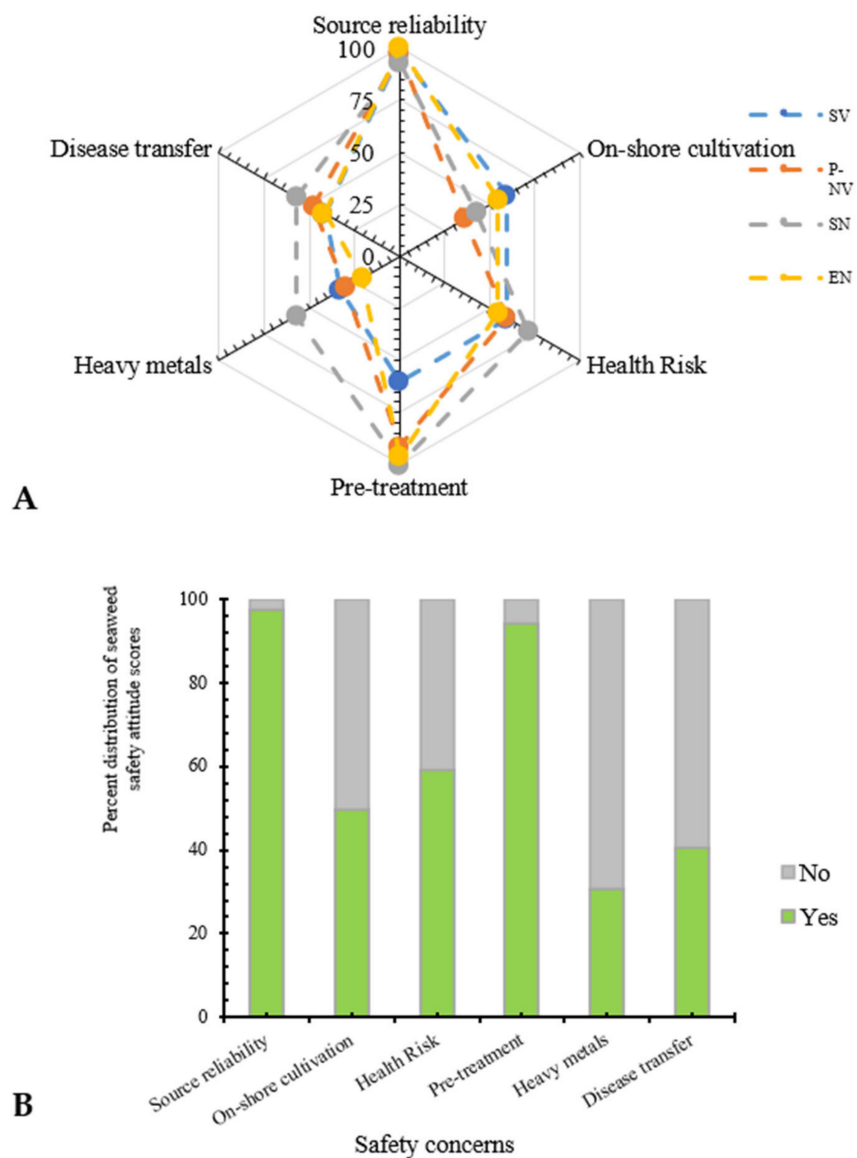 Source reliability
100
75
50
25
0
Disease transfer
On-shore cultivation
Heavy metals
Health Risk
Pre-treatment
SV
P-
NV
SN
EN
A
Percent distribution of seaweed
safety attitude scores
100
80
60
40
20
0
Source reliability
On-shore cultivation
Health Risk
Pre-treatment
Heavy metals
Disease transfer
No
Yes
B
Safety concerns